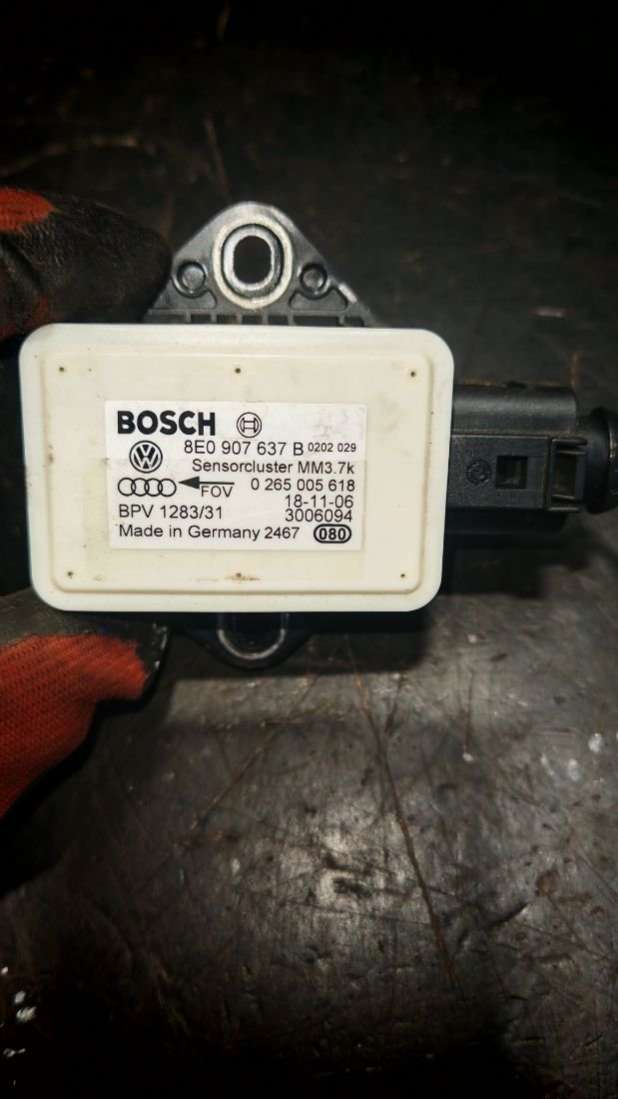 BOSCH
8E0 907 637 B 0202 029
Sensorcluster MM3.7k
FOV 0 265 005 618
18-11-06
BPV 1283/31 3006094
Made in Germany 2467 080